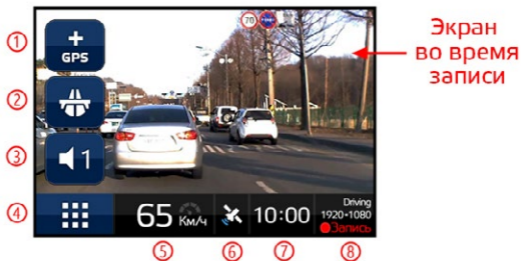 ①
+
GPS
②
③
1
④
70
Экран
во время
записи
65 Км/ч
10:00
Driving
1920*1080
Запись
⑤
⑥
⑦
⑧